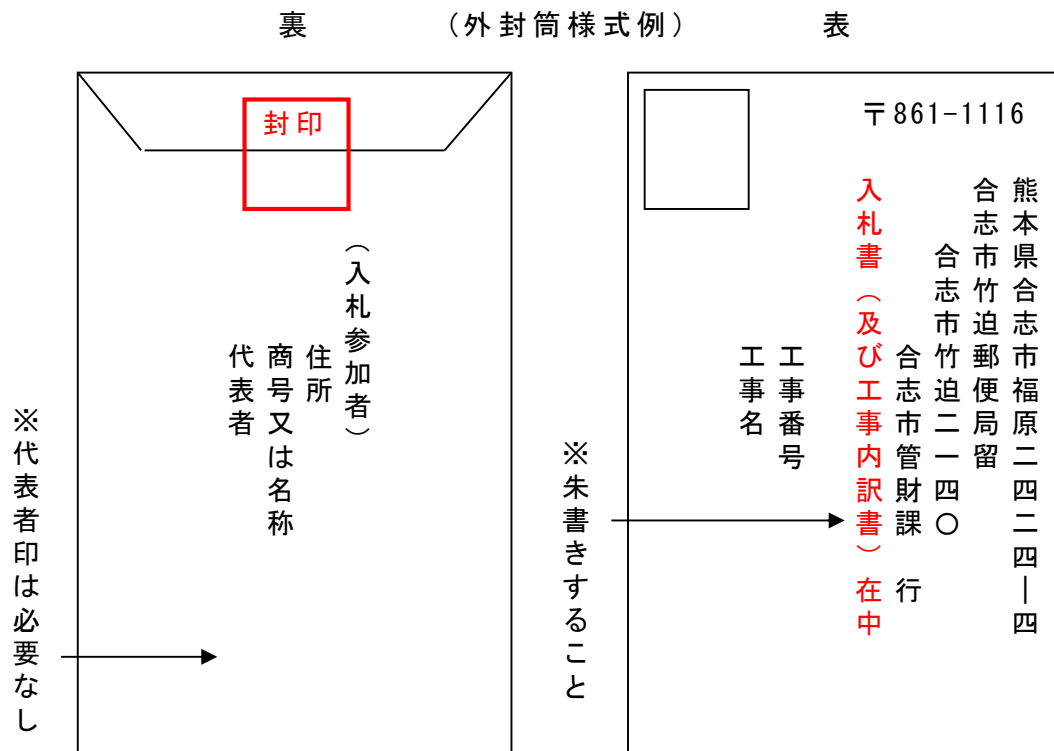 裏　（外封筒様式例）　表
封印
（入札参加者）
住所
商号又は名称
代表者
※代表者印は必要なし
〒861-1116
熊本県合志市福原二四二四―四
合志市竹迫郵便局留
合志市竹迫二一四〇
合志市管財課　行
入札書（及び工事内訳書）在中
工事番号
工事名
※朱書きすること